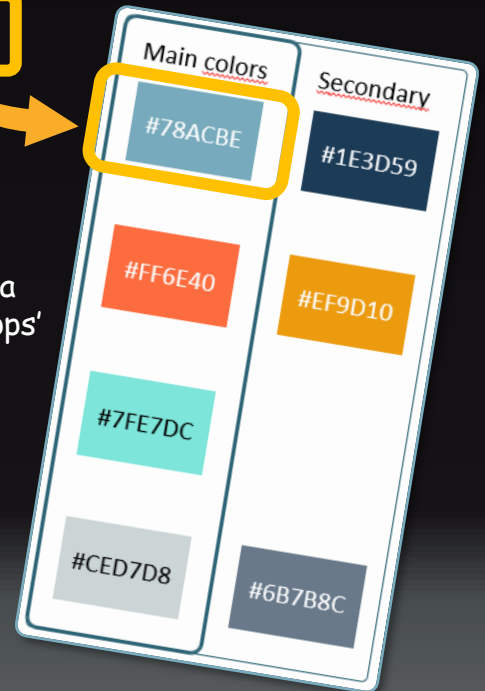 Main colors
Secondary
#78ACBE
#1E3D59
#FF6E40
#EF9D10
#7FE7DC
#CED7D8
#6B7B8C
a